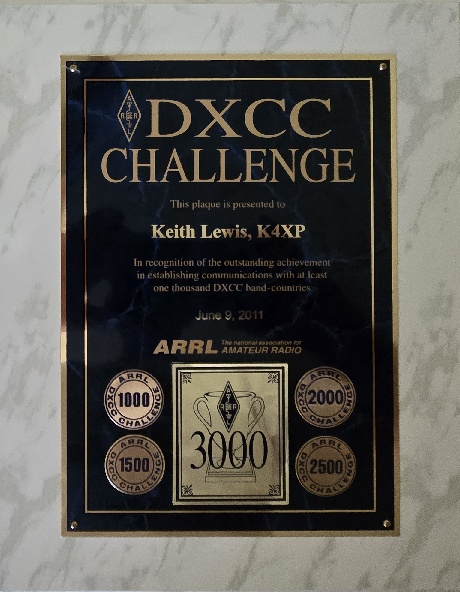 DXCC
CHALLENGE
This plaque is presented to
Keith Lewis, K4XP
In recognition of the outstanding achievement
in establishing communications with at least
one thousand DXCC band-countries
June 9, 2011
ARRL The national association for
AMATEUR RADIO
ARRL
1000
DXCC CHALLENGE
ARRL
2000
DXCC CHALLENGE
3000
ARRL
1500
DXCC CHALLENGE
ARRL
2500
DXCC CHALLENGE